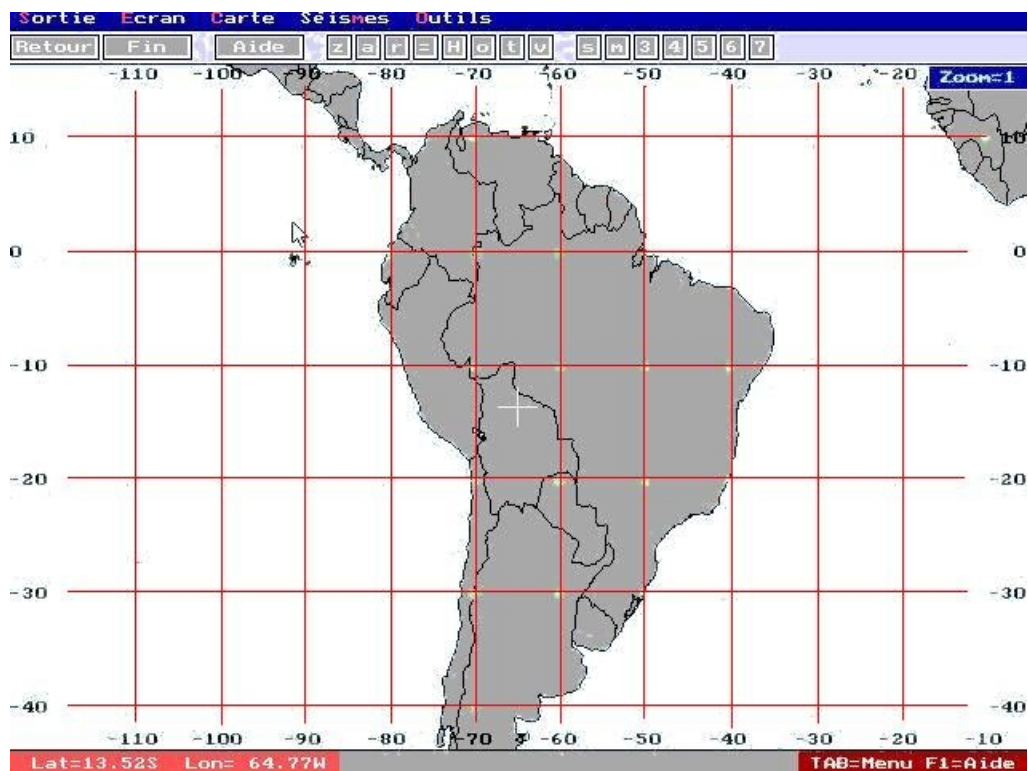 Sortie Ecran Carte Séismes Outils
Retour Fin Aide z a r = H o t v s m 3 4 5 6 7
-110 -100 -90 -80 -70 -60 -50 -40 -30 -20 Zoom=1
10 10
0 0
-10 -10
-20 -20
-30 -30
-40 -40
-110 -100 -90 -80 -70 -60 -50 -40 -30 -20 -10
Lat=13.52S Lon= 64.77W TAB=Menu F1=Aide